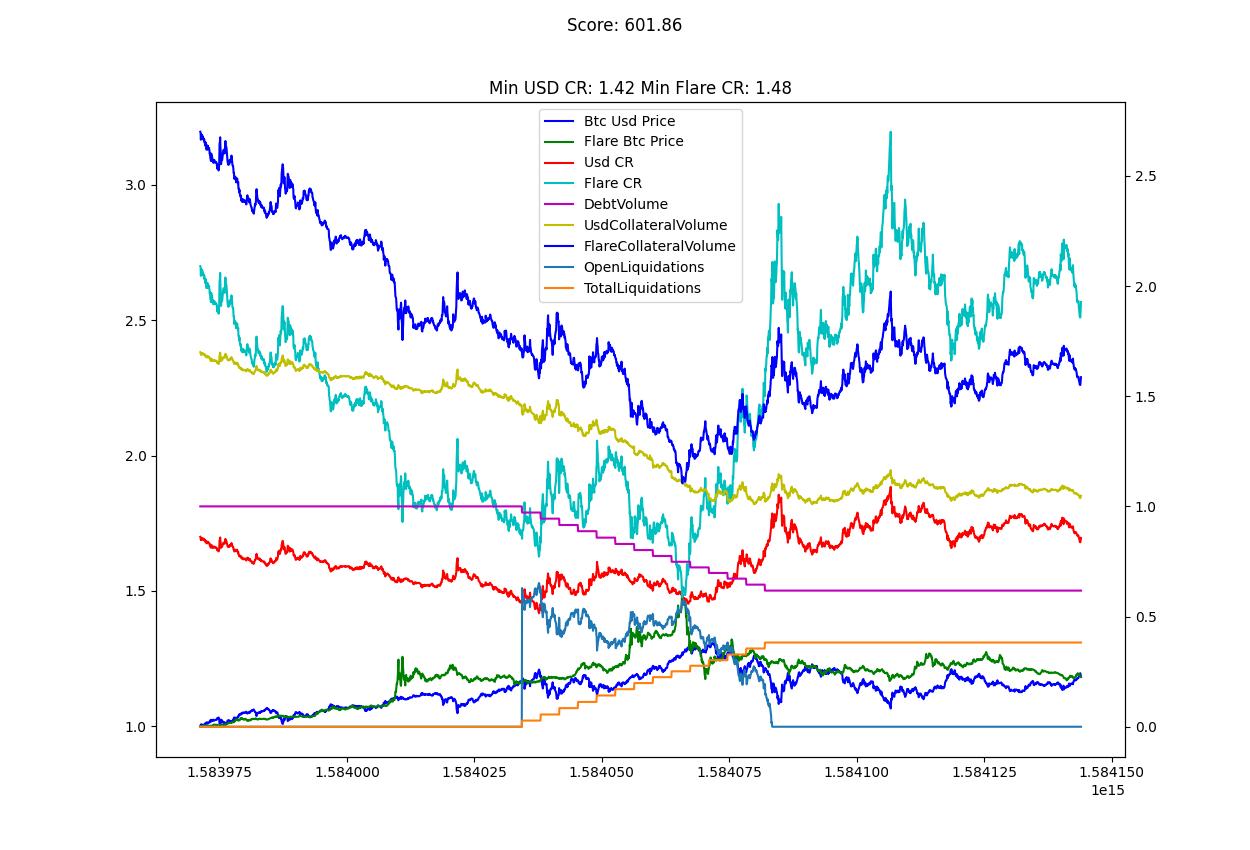 Score: 601.86
Min USD CR: 1.42 Min Flare CR: 1.48
Btc Usd Price
Flare Btc Price
Usd CR
Flare CR
DebtVolume
UsdCollateralVolume
FlareCollateralVolume
OpenLiquidations
TotalLiquidations
3.0
2.5
2.0
1.5
1.0
2.5
2.0
1.5
1.0
0.5
0.0
1.583975 1.584000 1.584025 1.584050 1.584075 1.584100 1.584125 1.584150
1e15